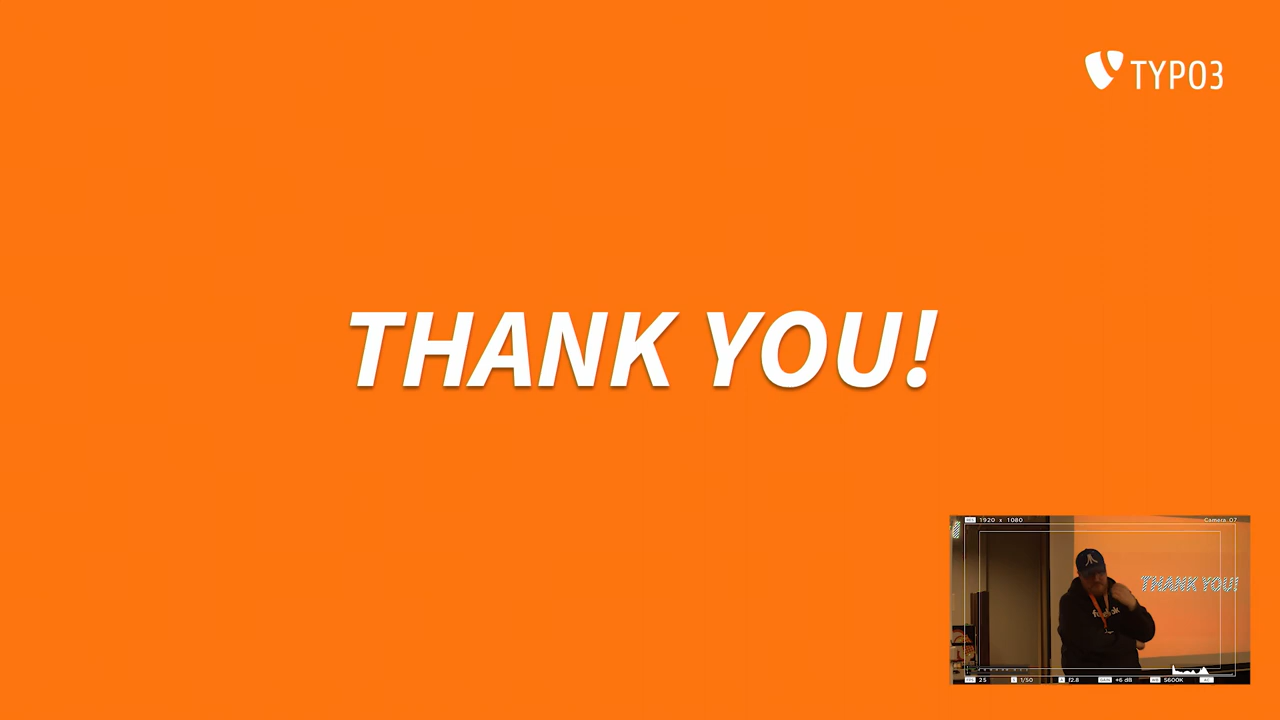 TYPO3
THANK YOU!
1920 x 1080
Camera 07
THANK YOU!
25
1/50
f2.8
+6 dB
5600K